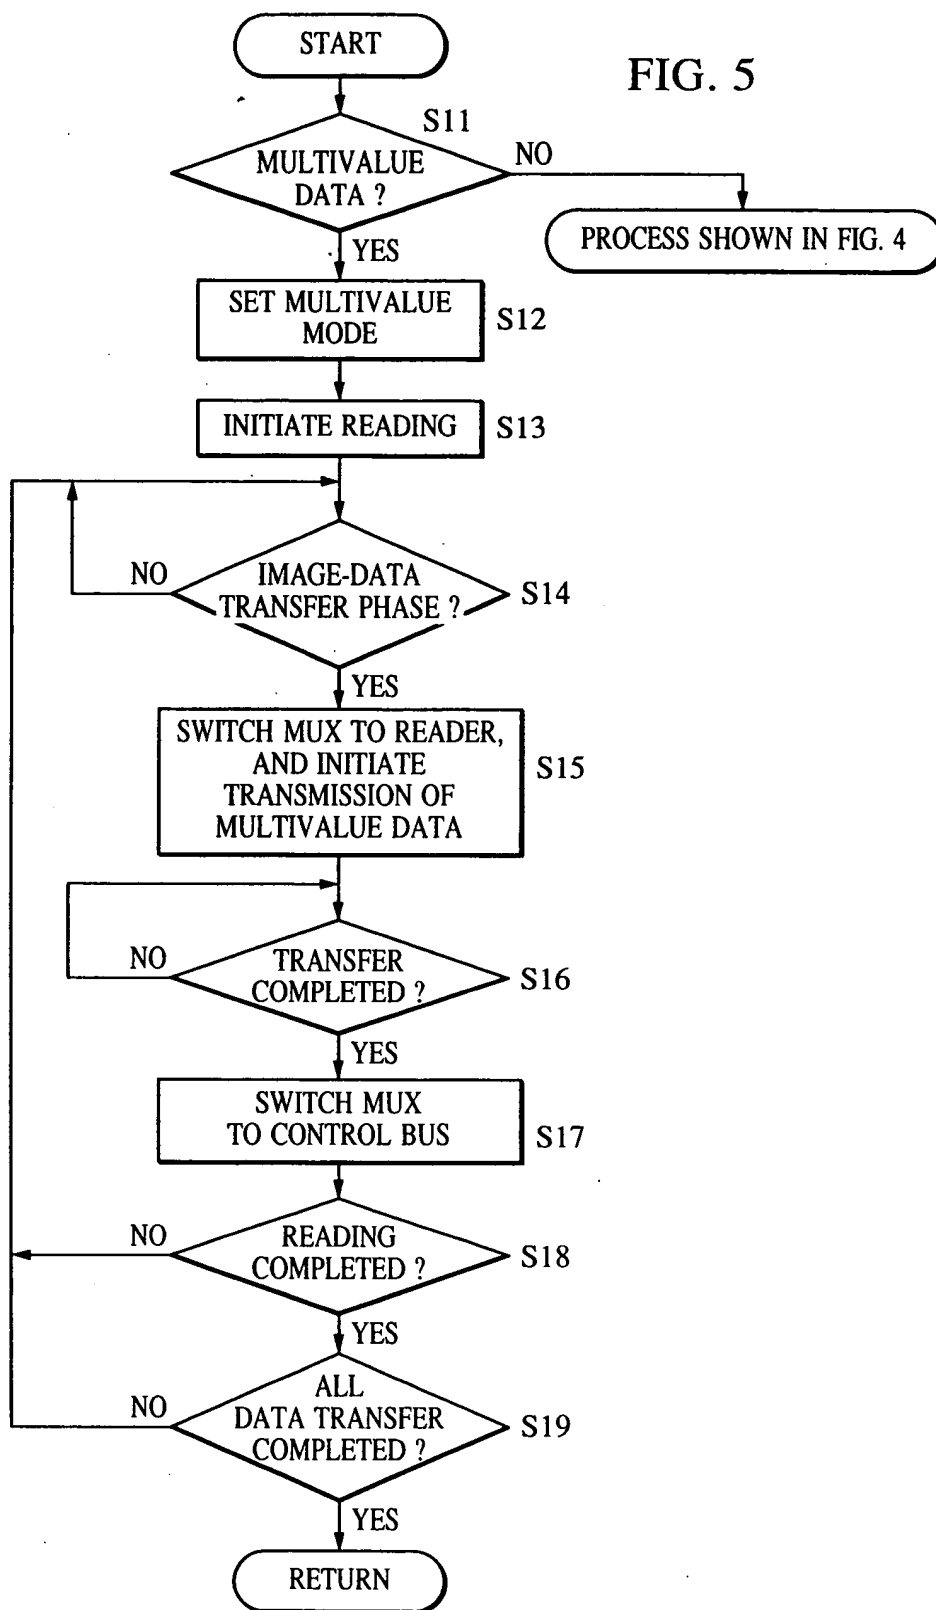 START
FIG. 5
S11
MULTIVALUE
DATA ?
NO
PROCESS SHOWN IN FIG. 4
YES
SET MULTIVALUE
MODE
S12
INITIATE READING
S13
NO
IMAGE-DATA
TRANSFER PHASE ?
S14
YES
SWITCH MUX TO READER,
AND INITIATE
TRANSMISSION OF
MULTIVALUE DATA
S15
NO
TRANSFER
COMPLETED ?
S16
YES
SWITCH MUX
TO CONTROL BUS
S17
NO
READING
COMPLETED ?
S18
YES
NO
ALL
DATA TRANSFER
COMPLETED ?
S19
YES
RETURN